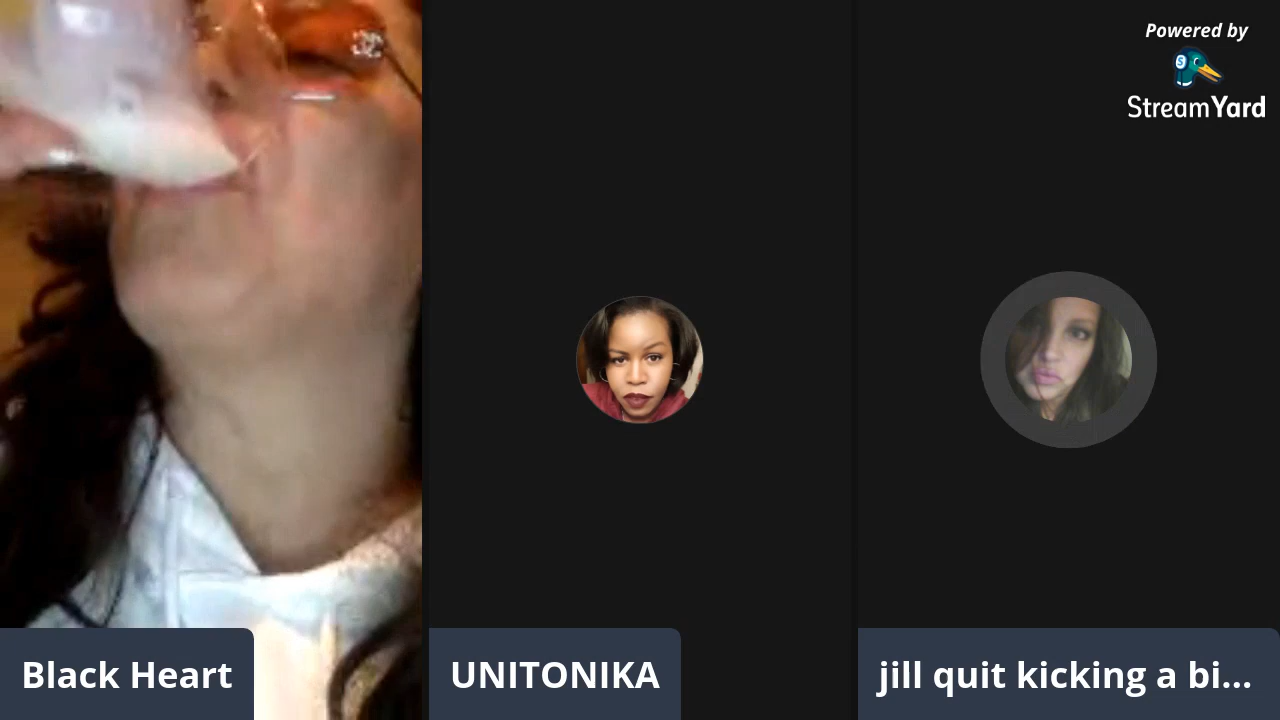 Powered by
StreamYard
Black Heart
UNITONIKA
jill quit kicking a bi...